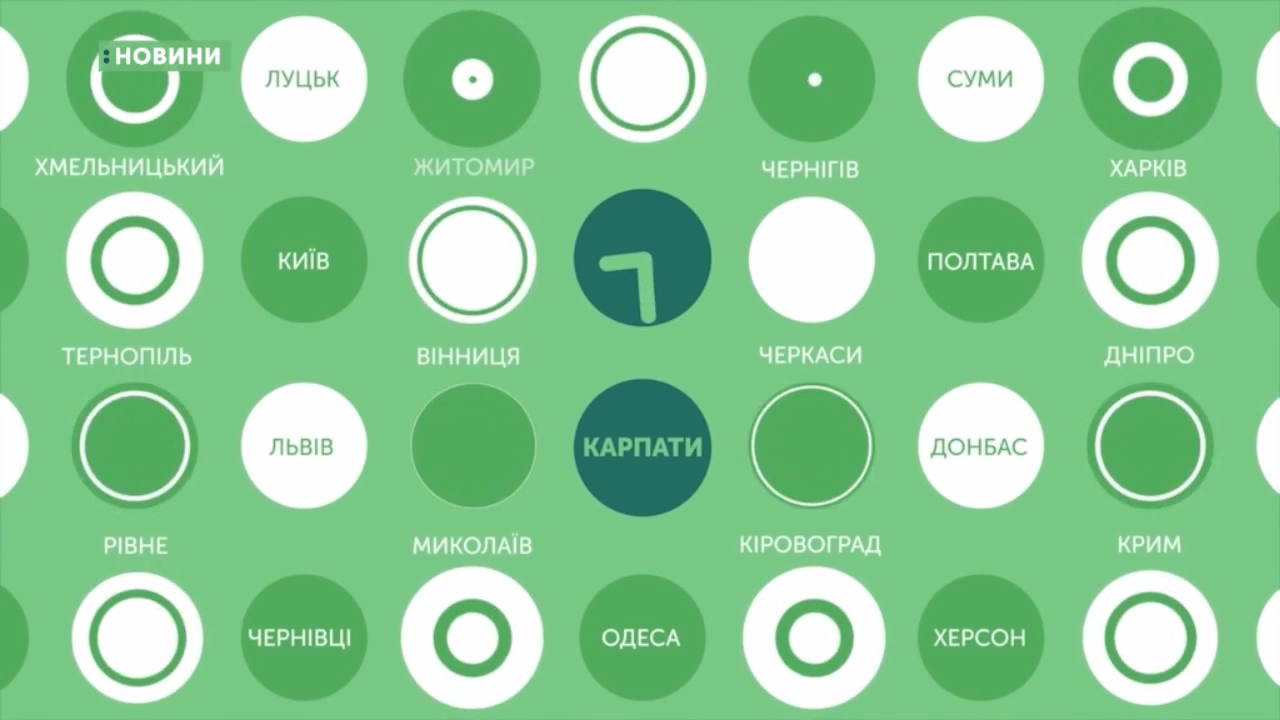 :НОВИНИ
ЛУЦЬК
СУМИ
ХМЕЛЬНИЦЬКИЙ
ЖИТОМИР
ЧЕРНІГІВ
ХАРКІВ
КИЇВ
ПОЛТАВА
ТЕРНОПІЛЬ
ВІННИЦЯ
ЧЕРКАСИ
ДНІПРО
ЛЬВІВ
КАРПАТИ
ДОНБАС
РІВНЕ
МИКОЛАЇВ
КІРОВОГРАД
КРИМ
ЧЕРНІВЦІ
ОДЕСА
ХЕРСОН